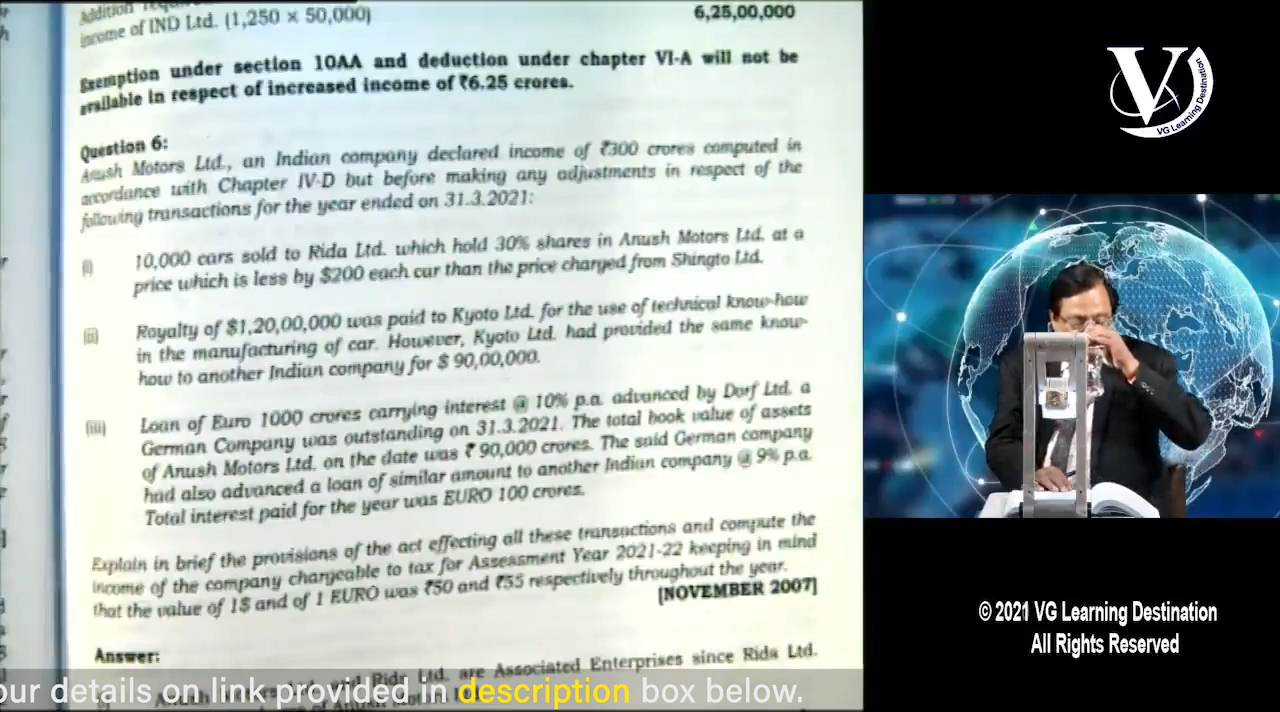 Addition
income of IND Ltd. (1,250 × 50,000) 6,25,00,000
Exemption under section 10AA and deduction under chapter VI-A will not be
available in respect of increased income of ₹6.25 crores.
Question 6:
Anush Motors Ltd., an Indian company declared income of ₹300 crores computed in
accordance with Chapter IV-D but before making any adjustments in respect of the
following transactions for the year ended on 31.3.2021:
(i) 10,000 cars sold to Rida Ltd. which hold 30% shares in Anush Motors Ltd. at a
price which is less by $200 each car than the price charged from Shingto Ltd.
(ii) Royalty of $1,20,00,000 was paid to Kyoto Ltd. for the use of technical know-how
in the manufacturing of car. However, Kyoto Ltd. had provided the same know-
how to another Indian company for $ 90,00,000.
(iii) Loan of Euro 1000 crores carrying interest @ 10% p.a. advanced by Dorf Ltd. a
German Company was outstanding on 31.3.2021. The total book value of assets
of Anush Motors Ltd. on the date was ₹ 90,000 crores. The said German company
had also advanced a loan of similar amount to another Indian company @ 9% p.a.
Total interest paid for the year was EURO 100 crores.
Explain in brief the provisions of the act effecting all these transactions and compute the
income of the company chargeable to tax for Assessment Year 2021-22 keeping in mind
that the value of 1$ and of 1 EURO was ₹50 and ₹55 respectively throughout the year.
[NOVEMBER 2007]
Answer:
Ltd. are Associated Enterprises since Rida Ltd.
our details on link provided in description box below.
V
VG Learning Destination
© 2021 VG Learning Destination
All Rights Reserved